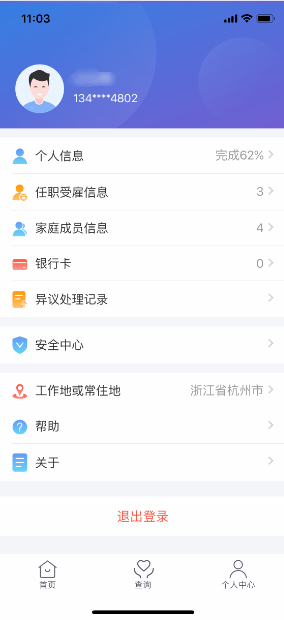 11:03
134****4802
个人信息 完成62%
任职受雇信息 3
家庭成员信息 4
银行卡 0
异议处理记录
安全中心
工作地或常住地 浙江省杭州市
帮助
关于
退出登录
首页 查询 个人中心